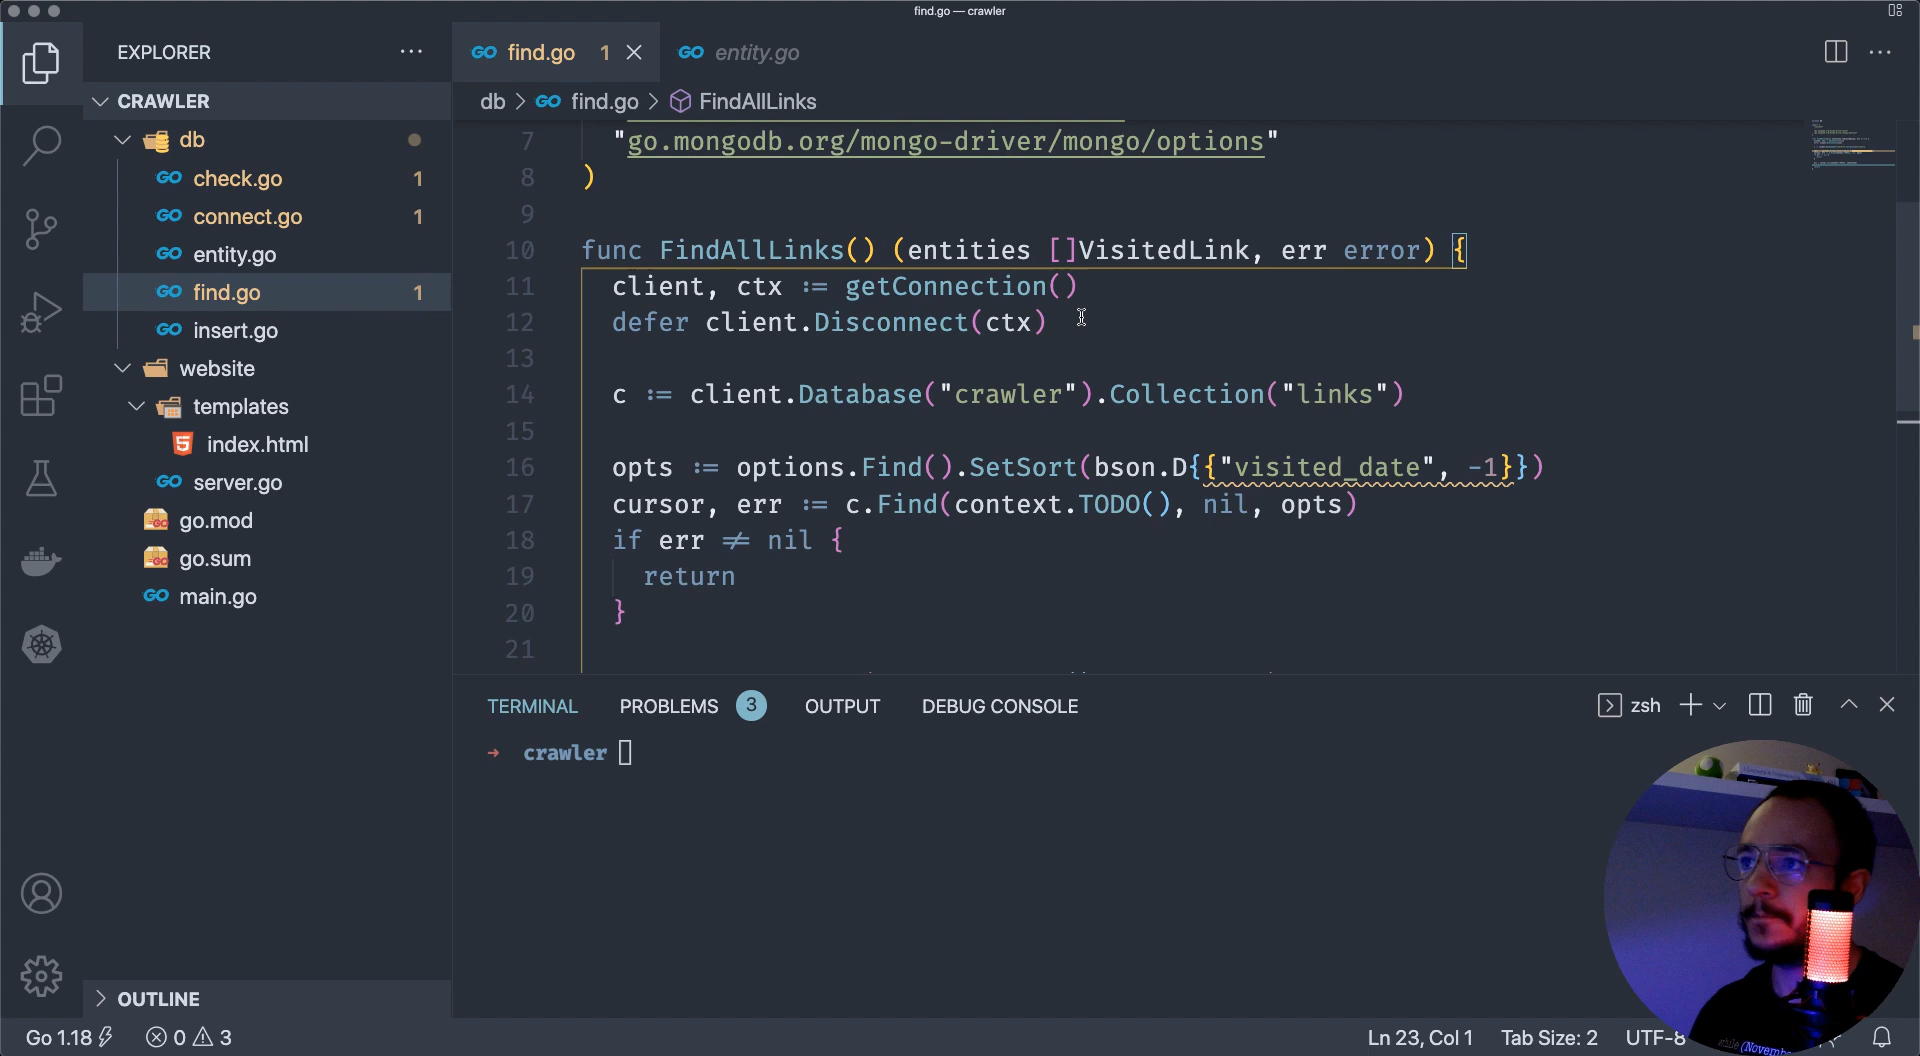 find.go — crawler
EXPLORER
find.go 1
entity.go
CRAWLER
db > find.go > FindAllLinks
db
check.go 1
connect.go 1
entity.go
find.go 1
insert.go
website
templates
index.html
server.go
go.mod
go.sum
main.go
OUTLINE
7 "go.mongodb.org/mongo-driver/mongo/options"
8 )
9
10 func FindAllLinks() (entities []VisitedLink, err error) {
11 client, ctx := getConnection()
12 defer client.Disconnect(ctx)
13
14 c := client.Database("crawler").Collection("links")
15
16 opts := options.Find().SetSort(bson.D{{"visited_date", -1}})
17 cursor, err := c.Find(context.TODO(), nil, opts)
18 if err != nil {
19 return
20 }
21
TERMINAL PROBLEMS 3 OUTPUT DEBUG CONSOLE zsh
→ crawler
Go 1.18 0 3 Ln 23, Col 1 Tab Size: 2 UTF-8